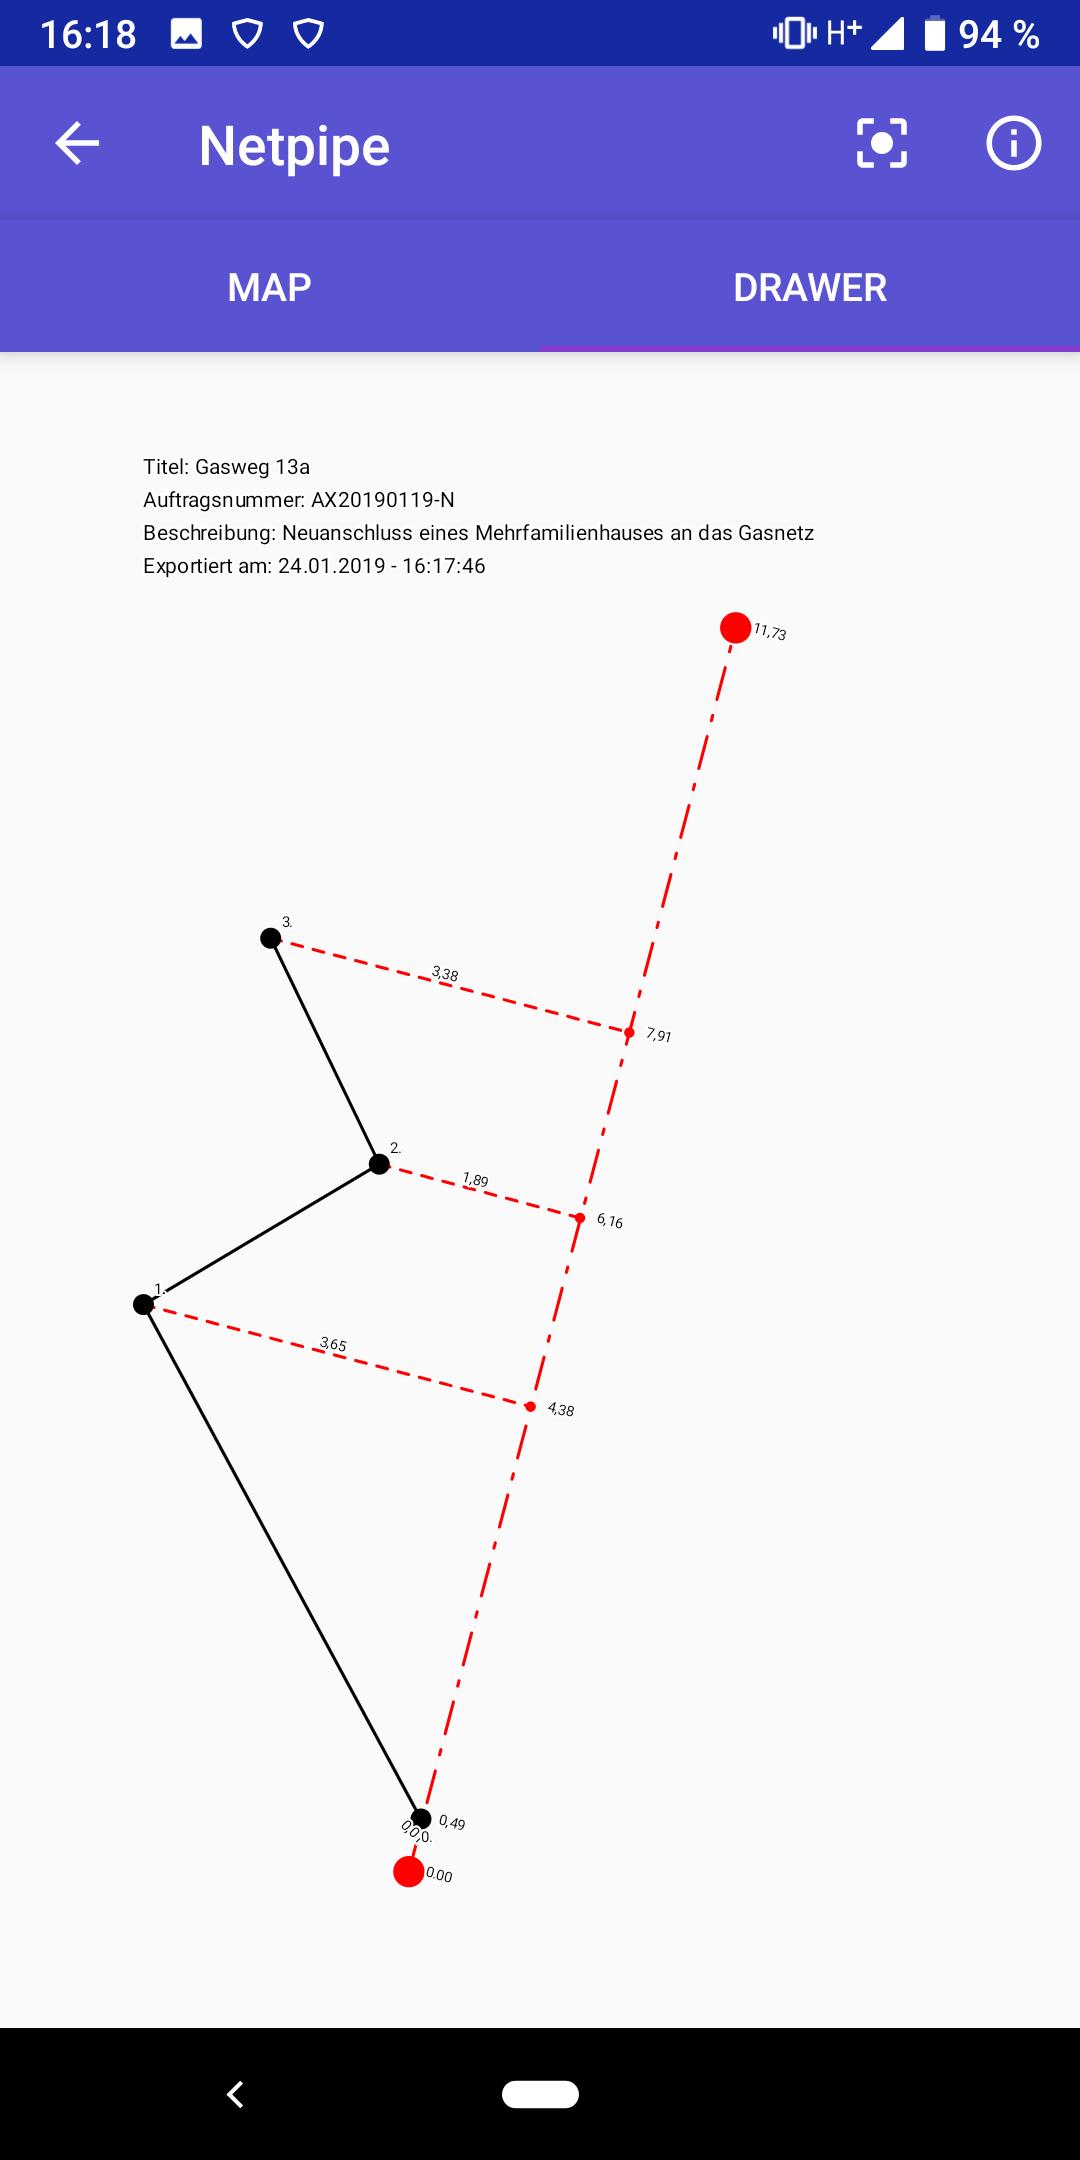 16:18 H+ 94 %
Netpipe
MAP DRAWER
Titel: Gasweg 13a
Auftragsnummer: AX20190119-N
Beschreibung: Neuanschluss eines Mehrfamilienhauses an das Gasnetz
Exportiert am: 24.01.2019 - 16:17:46
11,73
3.
3,38
7,91
2.
1,89
6,16
1.
3,65
4,38
0,49
0.
0.00